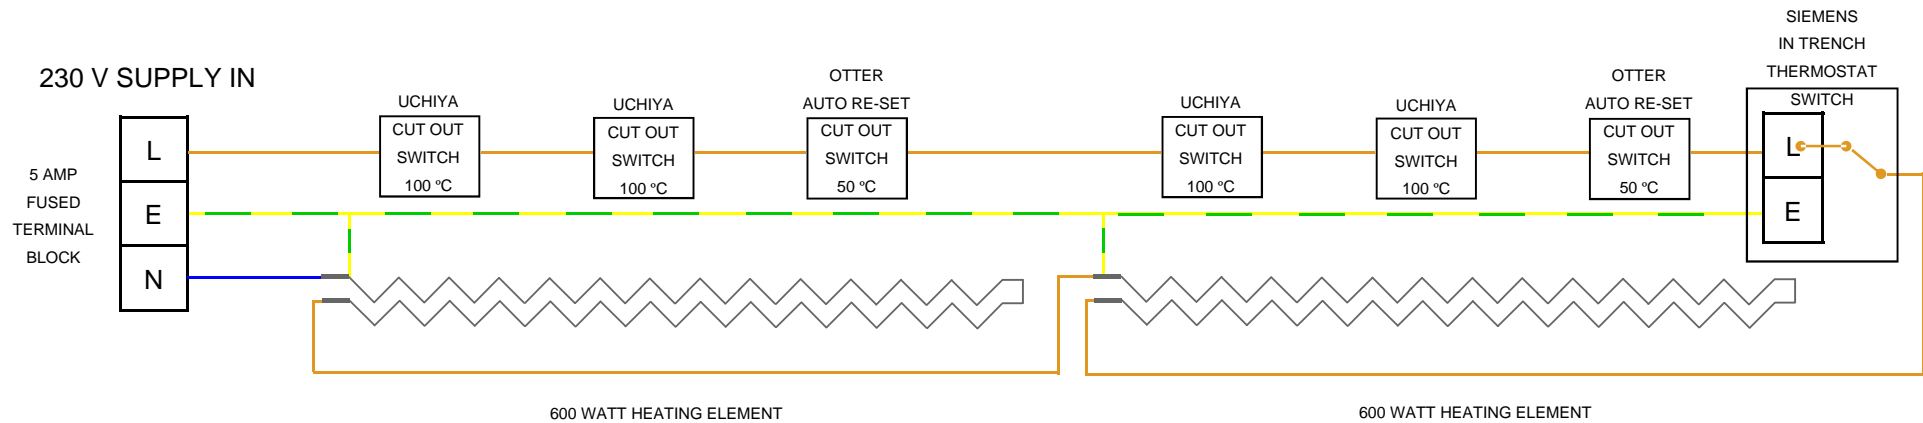 SIEMENS
IN TRENCH
THERMOSTAT
SWITCH
230 V SUPPLY IN
5 AMP
FUSED
TERMINAL
BLOCK
L
E
N
UCHIYA
CUT OUT
SWITCH
100 ºC
UCHIYA
CUT OUT
SWITCH
100 ºC
OTTER
AUTO RE-SET
CUT OUT
SWITCH
50 ºC
UCHIYA
CUT OUT
SWITCH
100 ºC
UCHIYA
CUT OUT
SWITCH
100 ºC
OTTER
AUTO RE-SET
CUT OUT
SWITCH
50 ºC
L
E
600 WATT HEATING ELEMENT
600 WATT HEATING ELEMENT